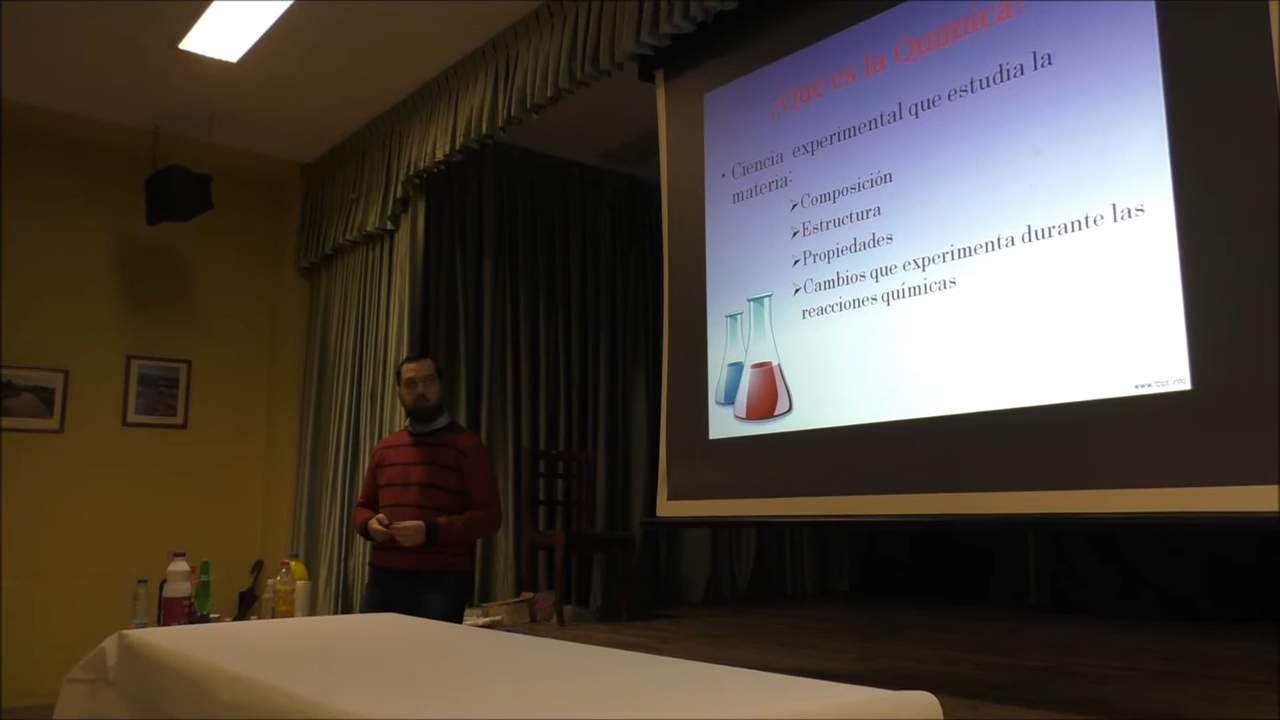 ¿Qué es la Química?
• Ciencia experimental que estudia la
materia:
➢Composición
➢Estructura
➢Propiedades
➢Cambios que experimenta durante las
reacciones químicas